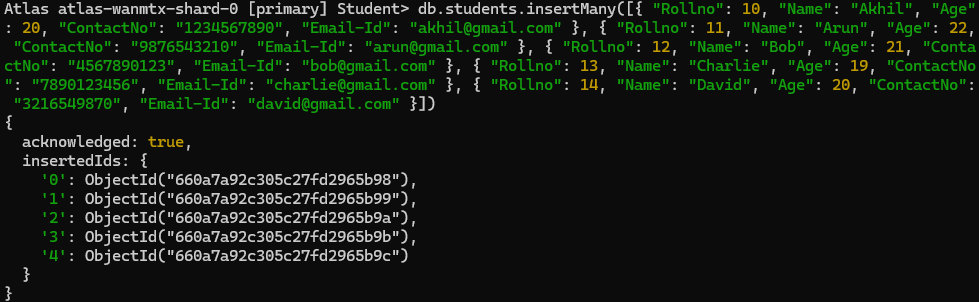 Atlas atlas-wanmtx-shard-0 [primary] Student> db.students.insertMany([{ "Rollno": 10, "Name": "Akhil", "Age"
: 20, "ContactNo": "1234567890", "Email-Id": "akhil@gmail.com" }, { "Rollno": 11, "Name": "Arun", "Age": 22,
 "ContactNo": "9876543210", "Email-Id": "arun@gmail.com" }, { "Rollno": 12, "Name": "Bob", "Age": 21, "Conta
ctNo": "4567890123", "Email-Id": "bob@gmail.com" }, { "Rollno": 13, "Name": "Charlie", "Age": 19, "ContactNo
": "7890123456", "Email-Id": "charlie@gmail.com" }, { "Rollno": 14, "Name": "David", "Age": 20, "ContactNo":
 "3216549870", "Email-Id": "david@gmail.com" }])
{
  acknowledged: true,
  insertedIds: {
    '0': ObjectId("660a7a92c305c27fd2965b98"),
    '1': ObjectId("660a7a92c305c27fd2965b99"),
    '2': ObjectId("660a7a92c305c27fd2965b9a"),
    '3': ObjectId("660a7a92c305c27fd2965b9b"),
    '4': ObjectId("660a7a92c305c27fd2965b9c")
  }
}